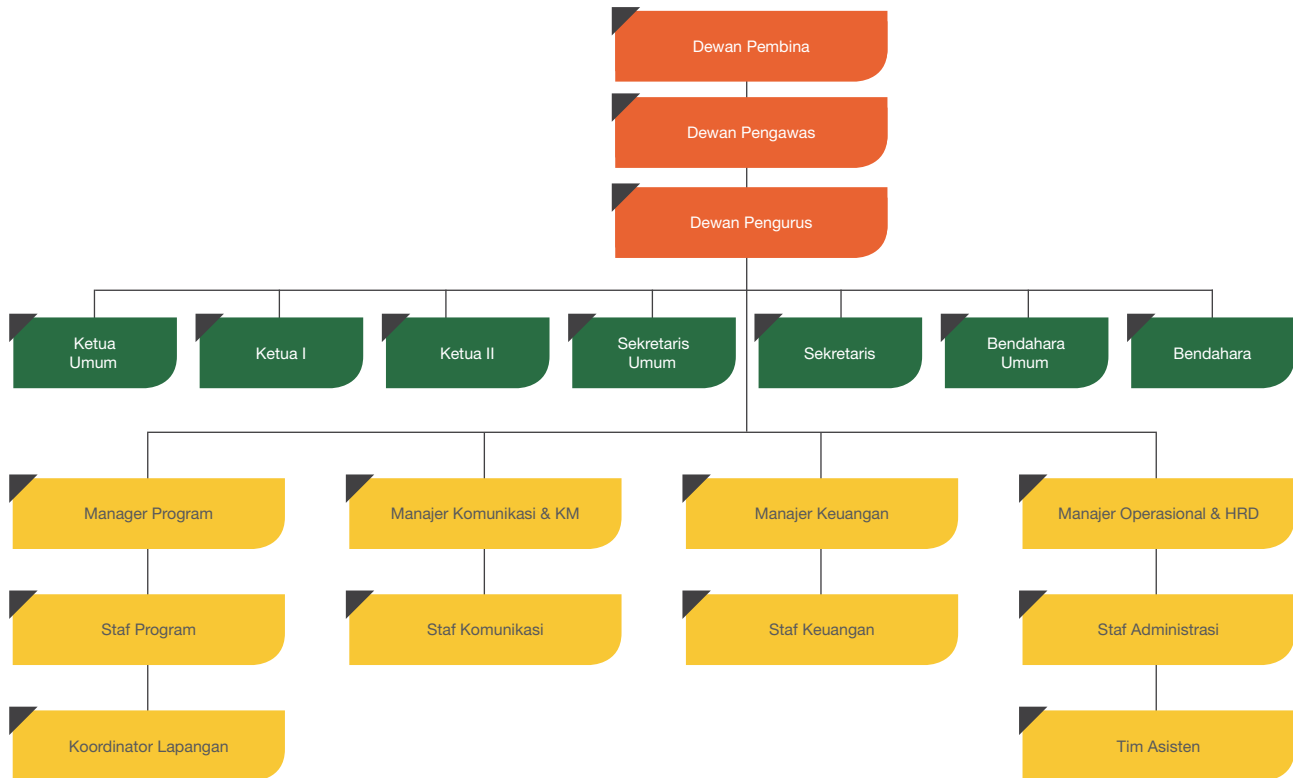 Dewan Pembina
Dewan Pengawas
Dewan Pengurus
Ketua
Umum
Ketua I
Ketua II
Sekretaris
Umum
Sekretaris
Bendahara
Umum
Bendahara
Manager Program
Manajer Komunikasi & KM
Manajer Keuangan
Manajer Operasional & HRD
Staf Program
Staf Komunikasi
Staf Keuangan
Staf Administrasi
Koordinator Lapangan
Tim Asisten